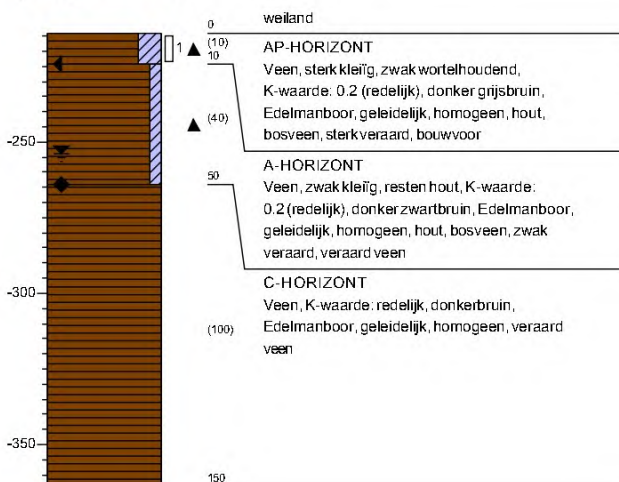 0
weiland
1
(10)
10
AP-HORIZONT
Veen, sterk kleiïg, zwak wortelhoudend,
K-waarde: 0.2 (redelijk), donker grijsbruin,
Edelmanboor, geleidelijk, homogeen, hout,
bosveen, sterk veraard, bouwvoor
(40)
-250
50
A-HORIZONT
Veen, zwak kleiïg, resten hout, K-waarde:
0.2 (redelijk), donker zwartbruin, Edelmanboor,
geleidelijk, homogeen, hout, bosveen, zwak
veraard, veraard veen
C-HORIZONT
Veen, K-waarde: redelijk, donkerbruin,
Edelmanboor, geleidelijk, homogeen, veraard
veen
-300
(100)
-350
150